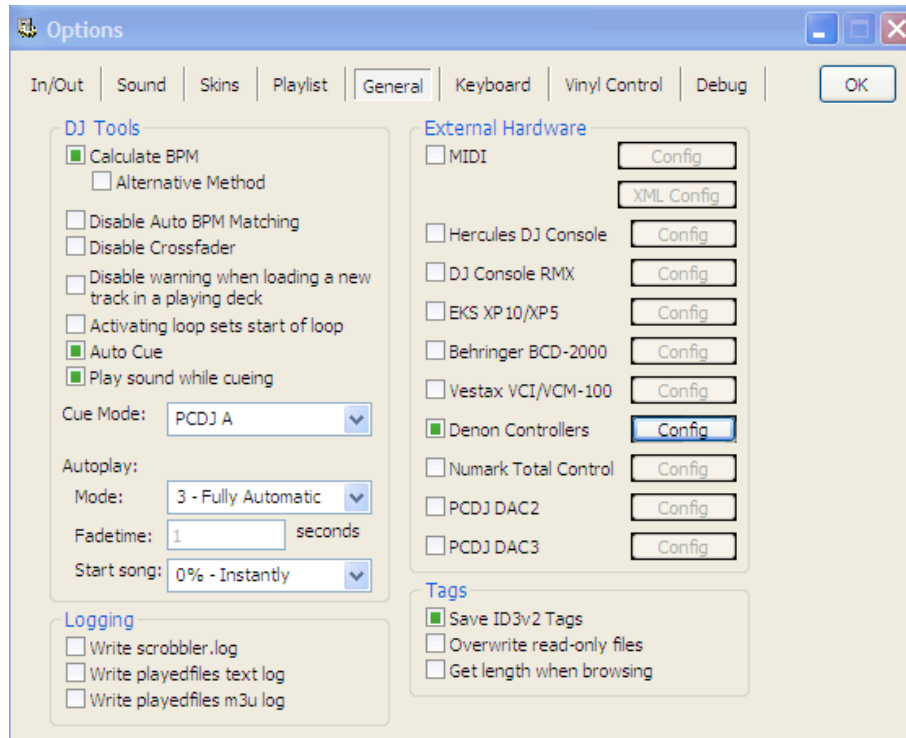 Options
In/Out Sound Skins Playlist General Keyboard Vinyl Control Debug OK
DJ Tools
Calculate BPM
Alternative Method
Disable Auto BPM Matching
Disable Crossfader
Disable warning when loading a new
track in a playing deck
Activating loop sets start of loop
Auto Cue
Play sound while cueing
Cue Mode: PCDJ A
Autoplay:
Mode: 3 - Fully Automatic
Fadetime: 1 seconds
Start song: 0% - Instantly
Logging
Write scrobbler.log
Write playedfiles text log
Write playedfiles m3u log
External Hardware
MIDI Config
XML Config
Hercules DJ Console Config
DJ Console RMX Config
EKS XP10/XP5 Config
Behringer BCD-2000 Config
Vestax VCI/VCM-100 Config
Denon Controllers Config
Numark Total Control Config
PCDJ DAC2 Config
PCDJ DAC3 Config
Tags
Save ID3v2 Tags
Overwrite read-only files
Get length when browsing